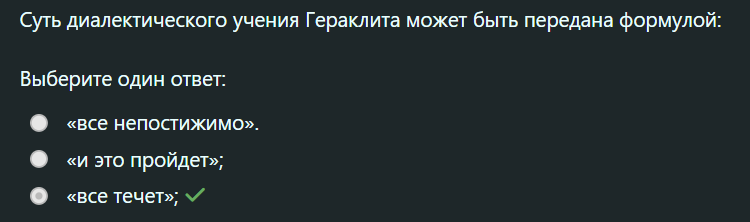 Суть диалектического учения Гераклита может быть передана формулой:
Выберите один ответ:
«все непостижимо».
«и это пройдет»;
«все течет»;